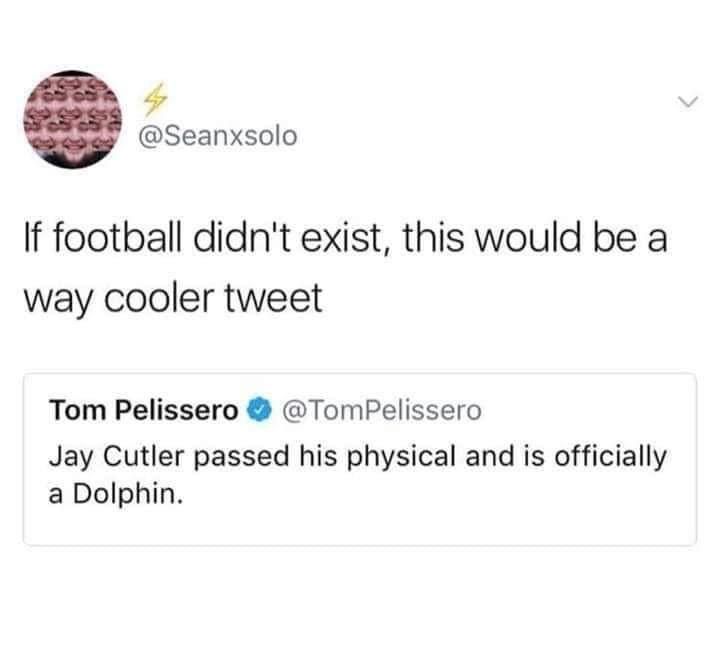 @Seanxsolo
If football didn't exist, this would be a
way cooler tweet
Tom Pelissero @TomPelissero
Jay Cutler passed his physical and is officially
a Dolphin.